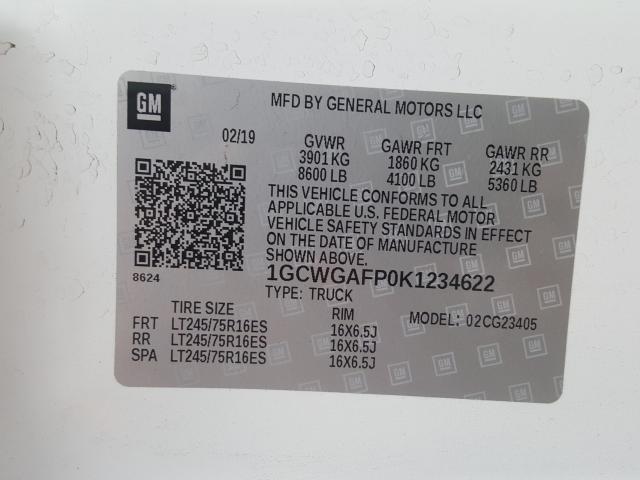 GM
MFD BY GENERAL MOTORS LLC
02/19 GVWR GAWR FRT GAWR RR
3901 KG 1860 KG 2431 KG
8600 LB 4100 LB 5360 LB
THIS VEHICLE CONFORMS TO ALL
APPLICABLE U.S. FEDERAL MOTOR
VEHICLE SAFETY STANDARDS IN EFFECT
ON THE DATE OF MANUFACTURE
SHOWN ABOVE.
8624 1GCWGAFP0K1234622
TYPE: TRUCK
TIRE SIZE RIM MODEL: 02CG23405
FRT LT245/75R16ES 16X6.5J
RR LT245/75R16ES 16X6.5J
SPA LT245/75R16ES 16X6.5J